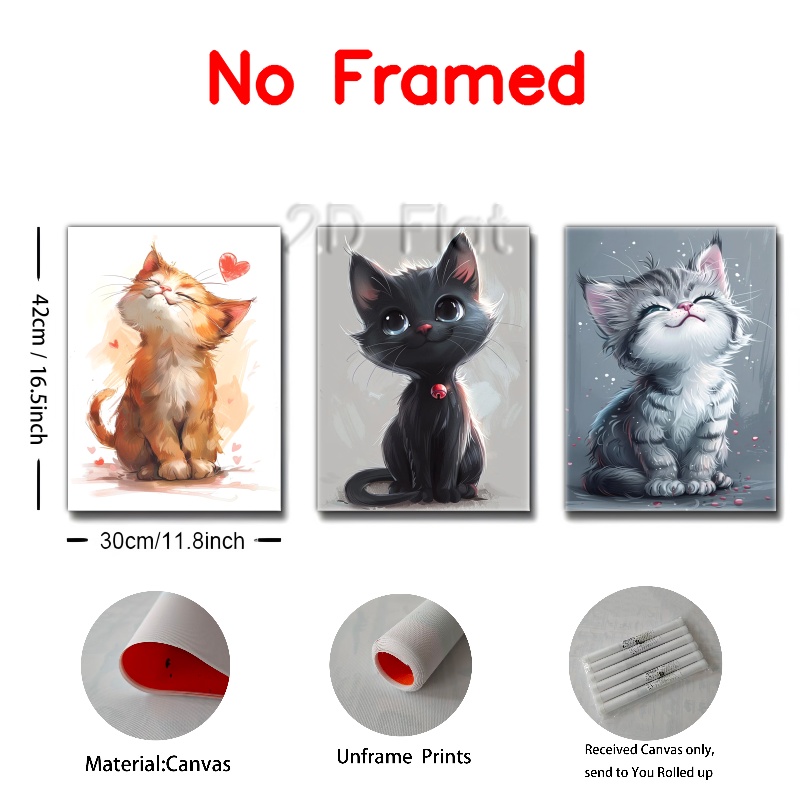 No Framed
2D Flat
42cm / 16.5inch
30cm/11.8inch
Material:Canvas
Unframe Prints
Received Canvas only,
send to You Rolled up